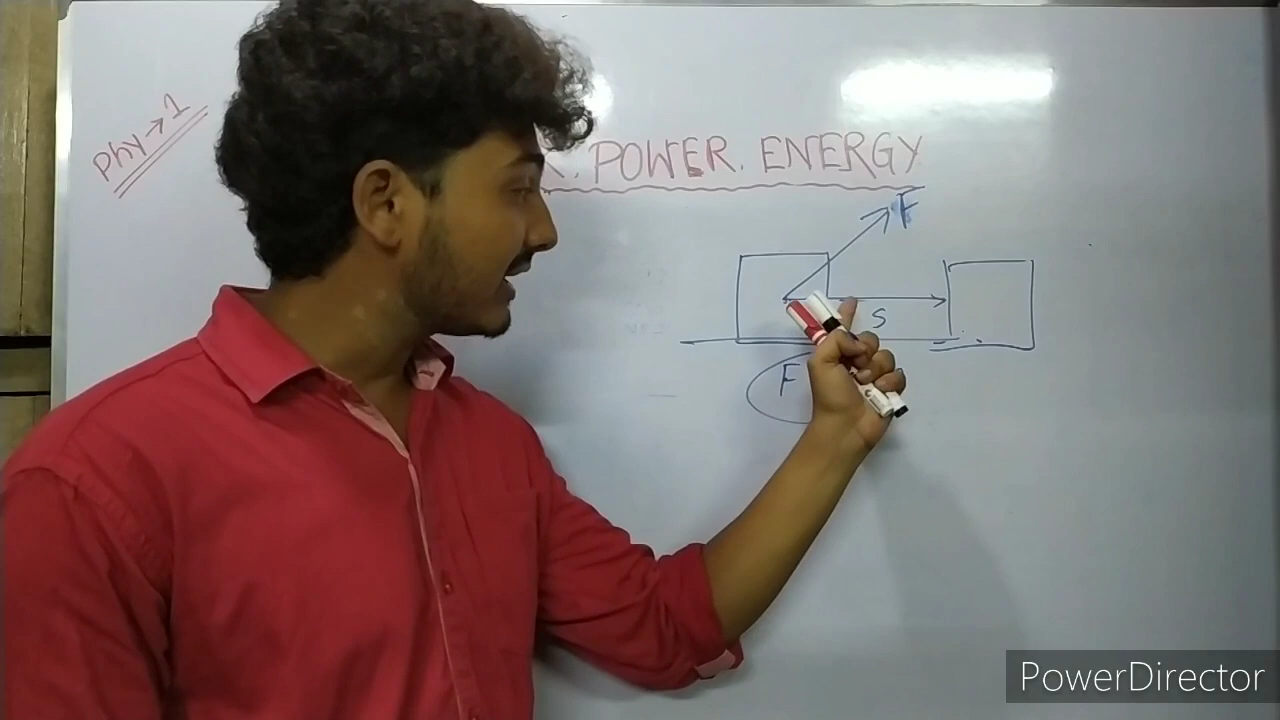 Phy → 1
. POWER. ENERGY
F
S
F
PowerDirector